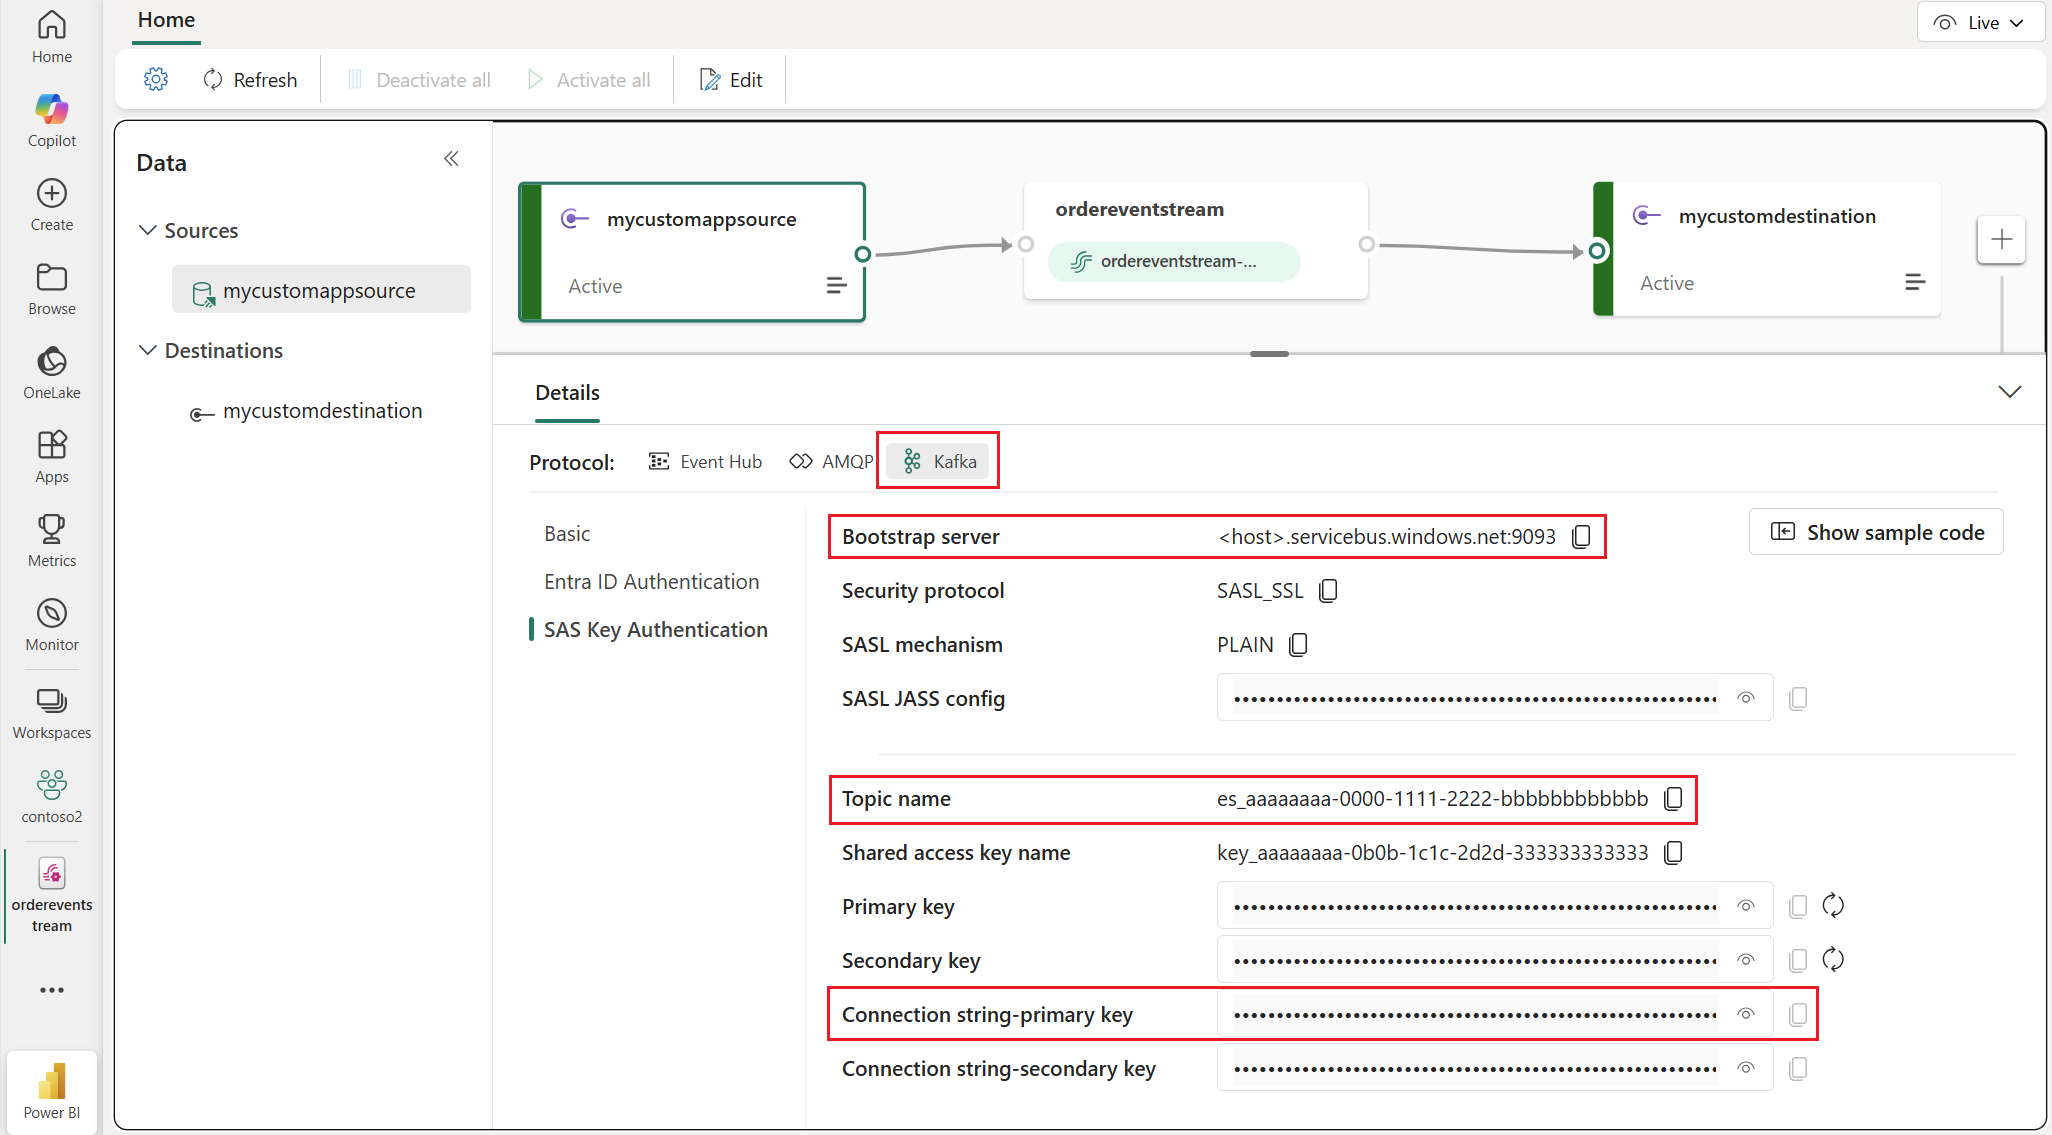 Home
Live
Refresh
Deactivate all
Activate all
Edit
Home
Copilot
Create
Browse
OneLake
Apps
Metrics
Monitor
Workspaces
contoso2
orderevents
tream
Power BI
Data
Sources
mycustomappsource
Destinations
mycustomdestination
mycustomappsource
Active
ordereventstream
ordereventstream-...
mycustomdestination
Active
Details
Protocol:
Event Hub
AMQP
Kafka
Basic
Entra ID Authentication
SAS Key Authentication
Bootstrap server <host>.servicebus.windows.net:9093
Show sample code
Security protocol SASL_SSL
SASL mechanism PLAIN
SASL JASS config
Topic name es_aaaaaaaa-0000-1111-2222-bbbbbbbbbbbb
Shared access key name key_aaaaaaaa-0b0b-1c1c-2d2d-333333333333
Primary key
Secondary key
Connection string-primary key
Connection string-secondary key